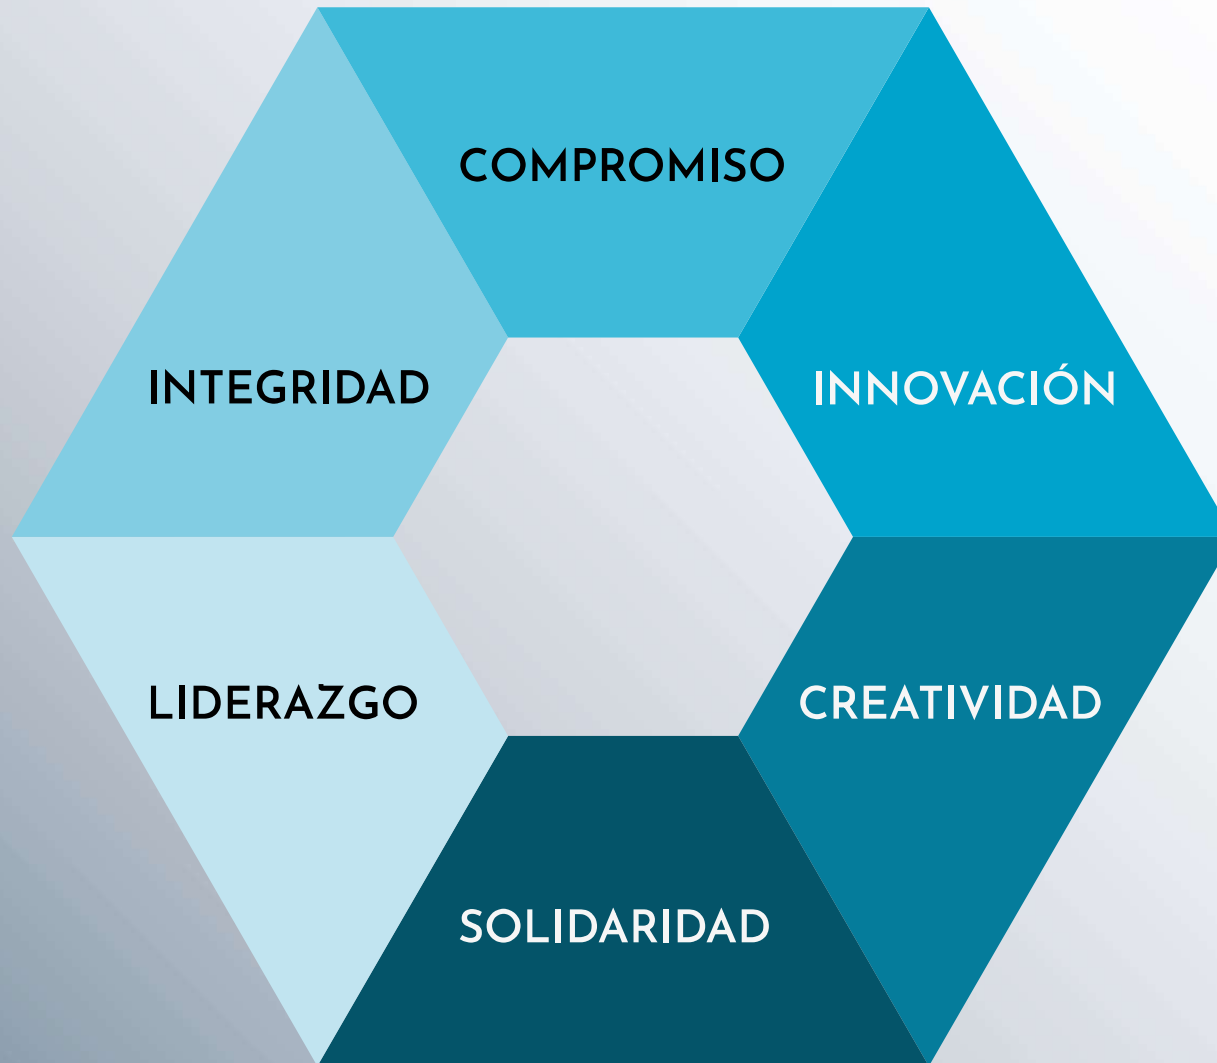 COMPROMISO
INTEGRIDAD
INNOVACIÓN
LIDERAZGO
CREATIVIDAD
SOLIDARIDAD